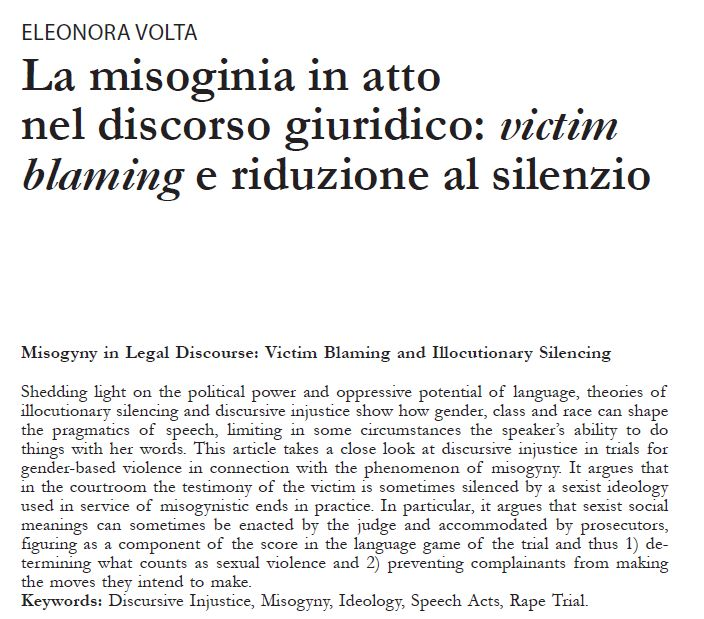 ELEONORA VOLTA
La misoginia in atto
nel discorso giuridico: victim
blaming e riduzione al silenzio
Misogyny in Legal Discourse: Victim Blaming and Illocutionary Silencing
Shedding light on the political power and oppressive potential of language, theories of
illocutionary silencing and discursive injustice show how gender, class and race can shape
the pragmatics of speech, limiting in some circumstances the speaker’s ability to do
things with her words. This article takes a close look at discursive injustice in trials for
gender-based violence in connection with the phenomenon of misogyny. It argues that
in the courtroom the testimony of the victim is sometimes silenced by a sexist ideology
used in service of misogynistic ends in practice. In particular, it argues that sexist social
meanings can sometimes be enacted by the judge and accommodated by prosecutors,
figuring as a component of the score in the language game of the trial and thus 1) de-
termining what counts as sexual violence and 2) preventing complainants from making
the moves they intend to make.
Keywords: Discursive Injustice, Misogyny, Ideology, Speech Acts, Rape Trial.